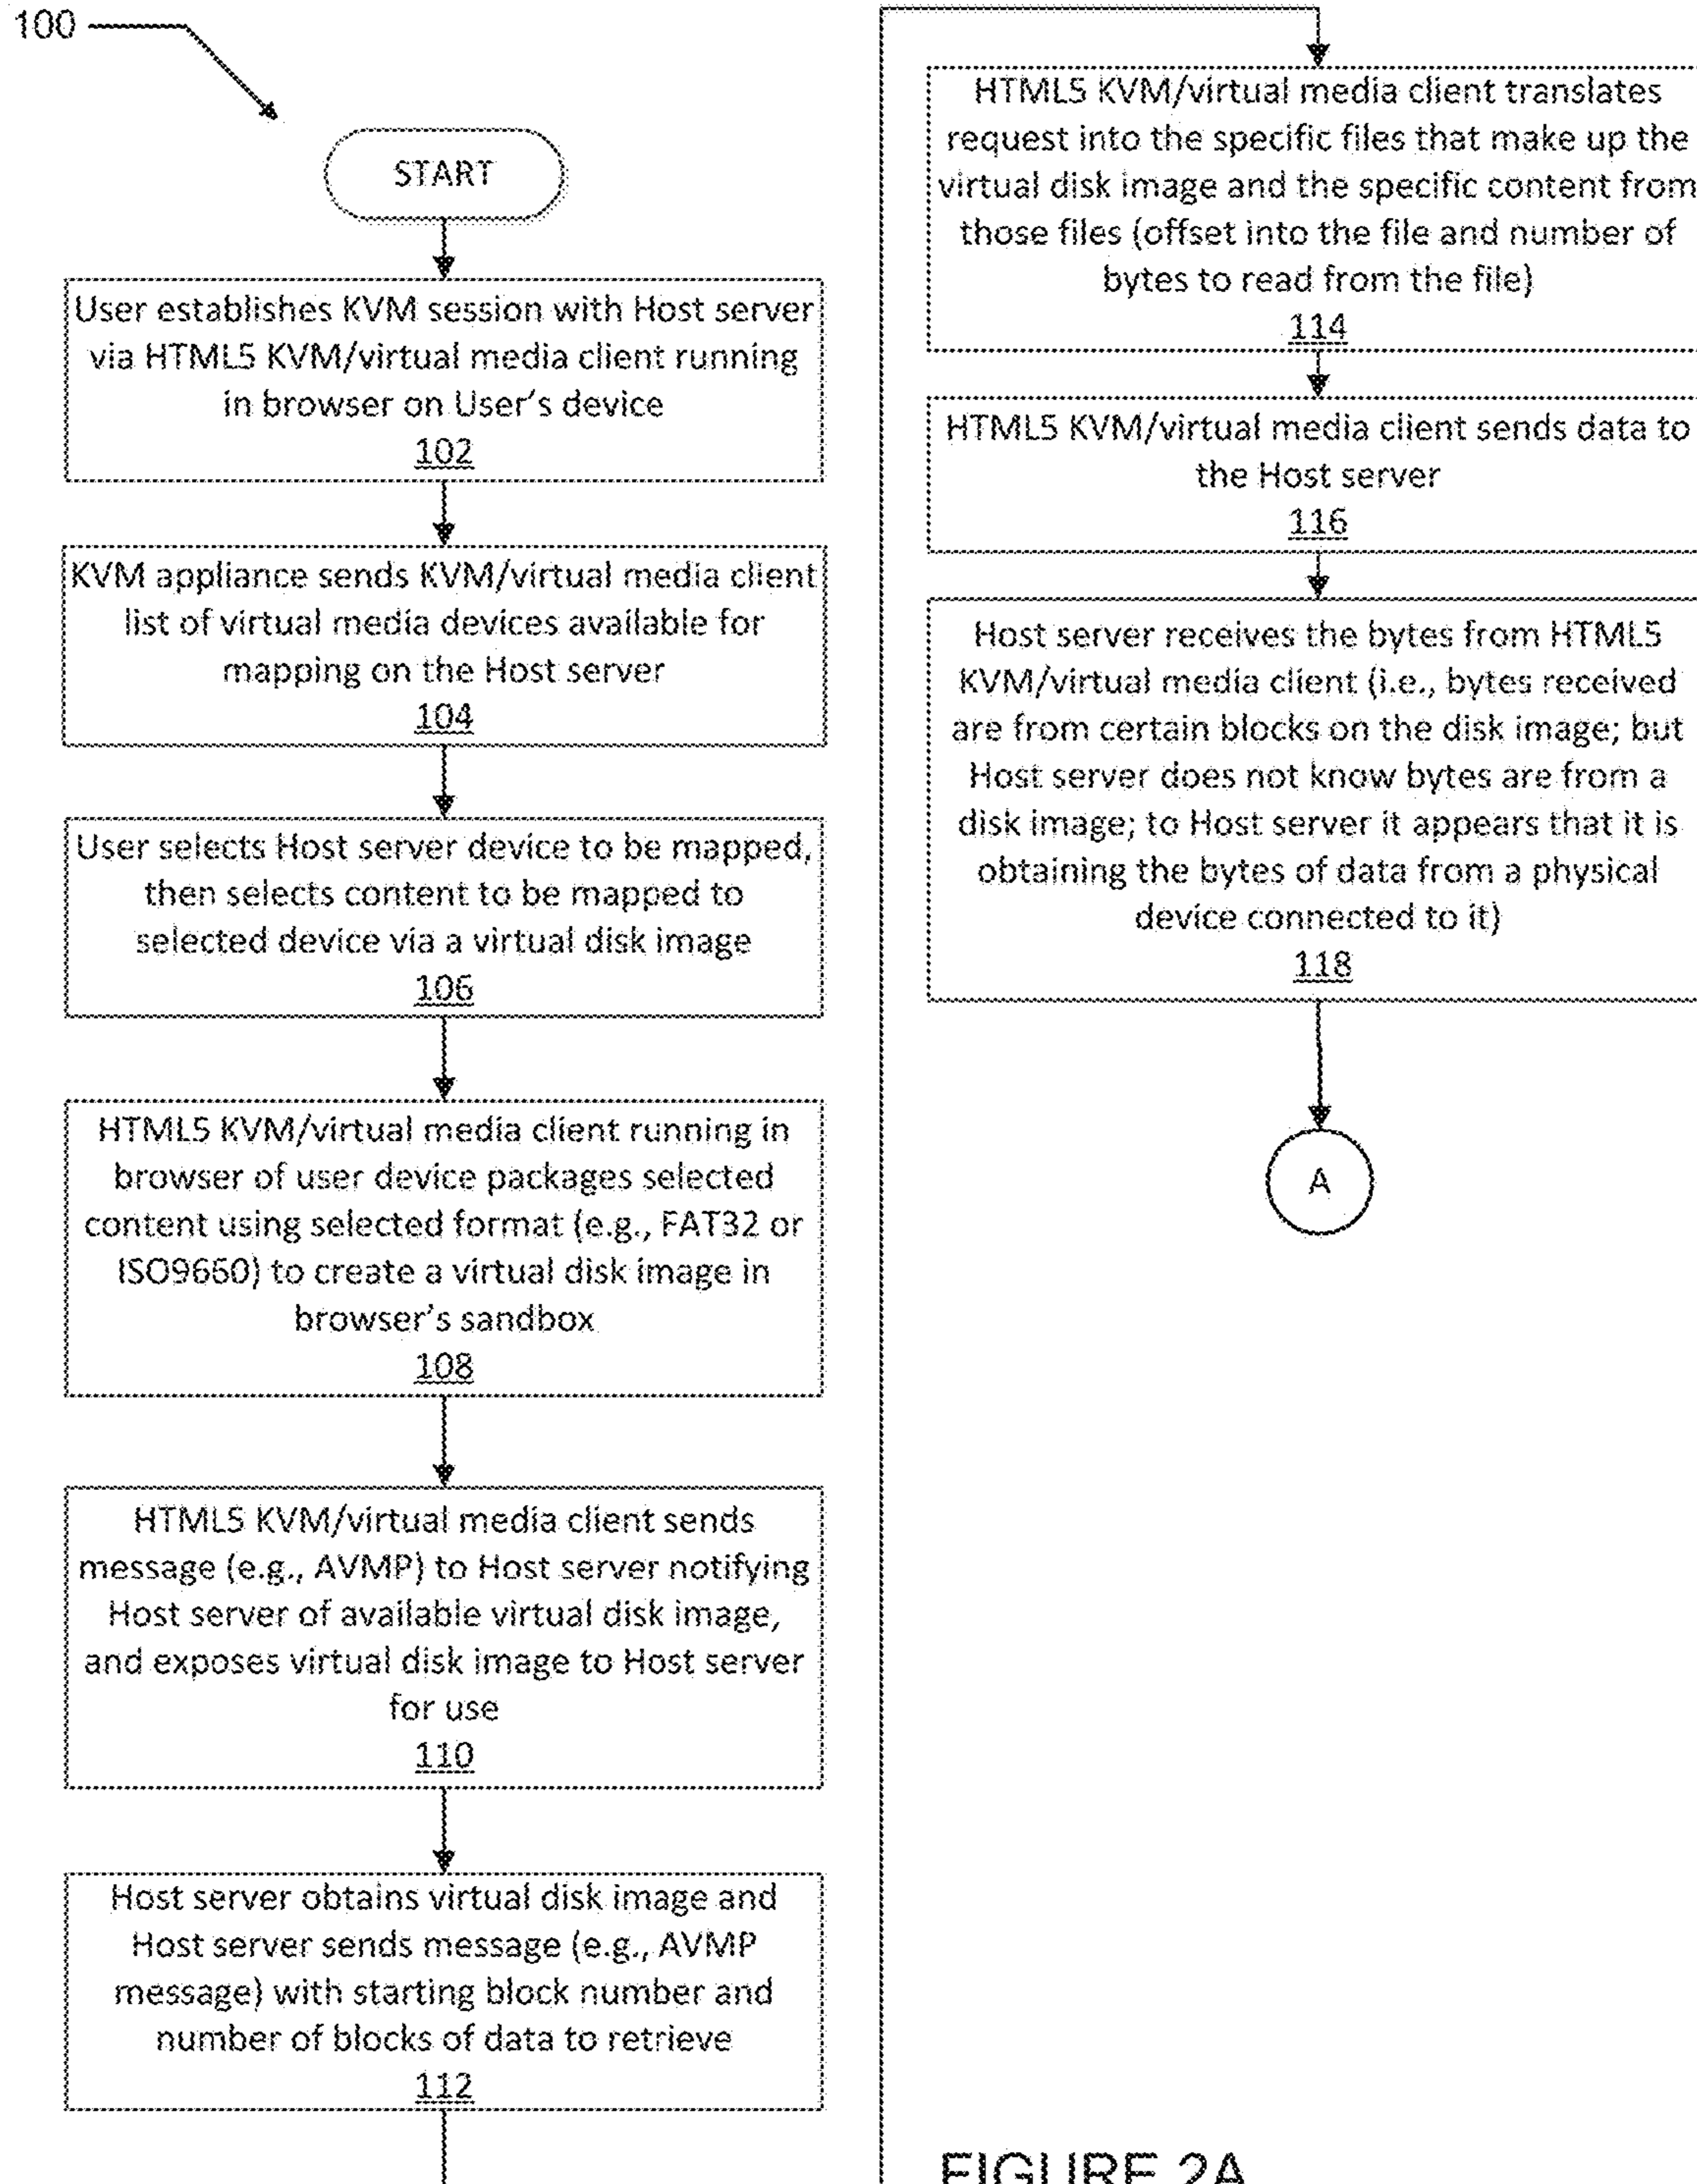 100
START
User establishes KVM session with Host server
via HTML5 KVM/virtual media client running
in browser on User's device
102
KVM appliance sends KVM/virtual media client
list of virtual media devices available for
mapping on the Host server
104
User selects Host server device to be mapped,
then selects content to be mapped to
selected device via a virtual disk image
106
HTML5 KVM/virtual media client running in
browser of user device packages selected
content using selected format (e.g., FAT32 or
ISO9660) to create a virtual disk image in
browser's sandbox
108
HTML5 KVM/virtual media client sends
message (e.g., AVMP) to Host server notifying
Host server of available virtual disk image,
and exposes virtual disk image to Host server
for use
110
Host server obtains virtual disk image and
Host server sends message (e.g., AVMP
message) with starting block number and
number of blocks of data to retrieve
112
HTML5 KVM/virtual media client translates
request into the specific files that make up the
virtual disk image and the specific content from
those files (offset into the file and number of
bytes to read from the file)
114
HTML5 KVM/virtual media client sends data to
the Host server
116
Host server receives the bytes from HTML5
KVM/virtual media client (i.e., bytes received
are from certain blocks on the disk image; but
Host server does not know bytes are from a
disk image; to Host server it appears that it is
obtaining the bytes of data from a physical
device connected to it)
118
A
FIGURE 2A